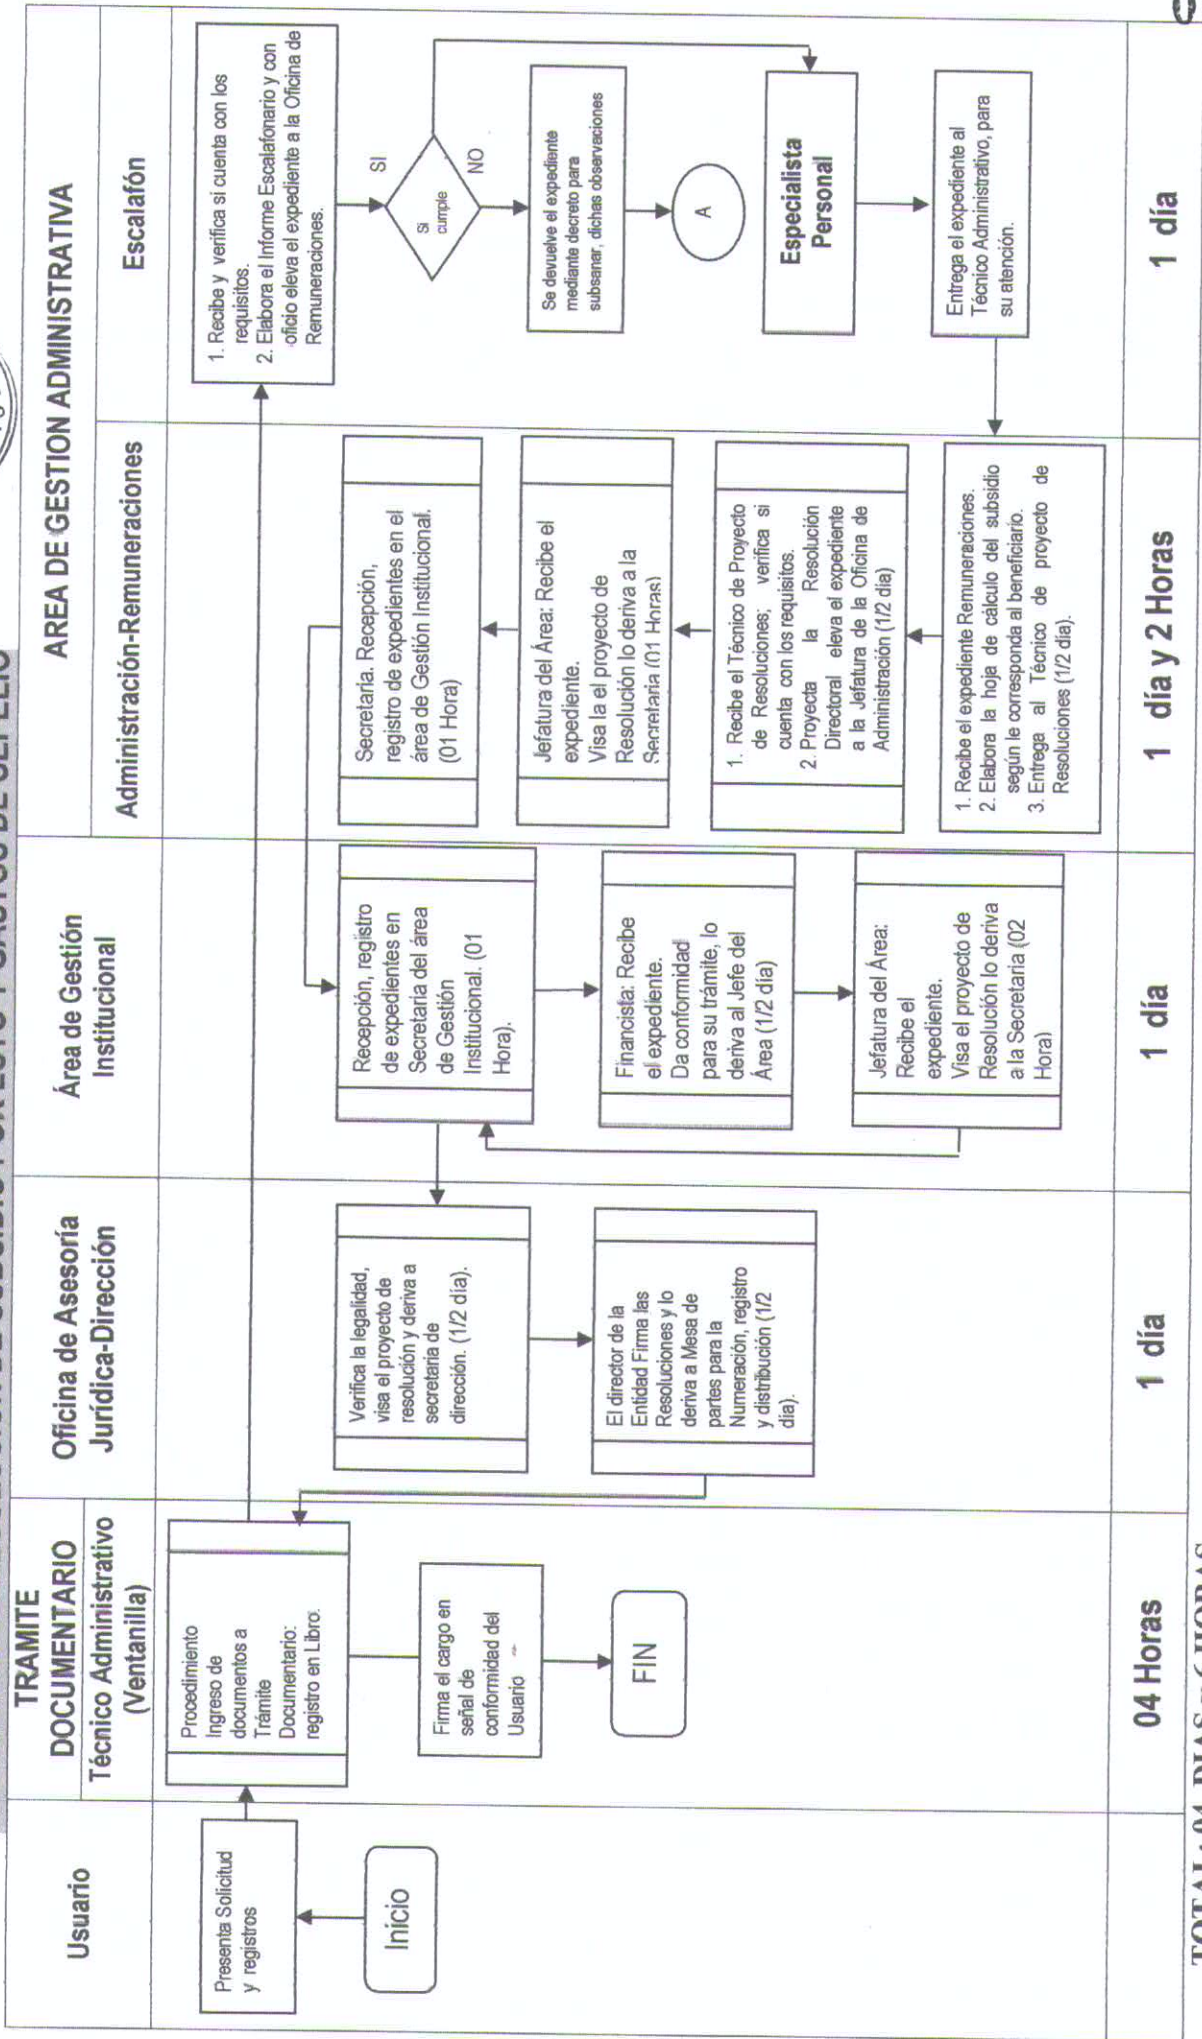 TRAMITE
DOCUMENTARIO
AREA DE GESTION ADMINISTRATIVA
Usuario
Técnico Administrativo
(Ventanilla)
Oficina de Asesoría
Jurídica-Dirección
Área de Gestión
Institucional
Administración-Remuneraciones
Escalafón
Presenta Solicitud
y registros
Inicio
Procedimiento
Ingreso de
documentos a
Trámite
Documentario:
registro en Libro.
Firma el cargo en
señal de
conformidad del
Usuario
FIN
Verifica la legalidad,
visa el proyecto de
resolución y deriva a
secretaria de
dirección. (1/2 día).
El director de la
Entidad Firma las
Resoluciones y lo
deriva a Mesa de
partes para la
Numeración, registro
y distribución (1/2
día).
Recepción, registro
de expedientes en
Secretaria del área
de Gestión
Institucional. (01
Hora).
Financista: Recibe
el expediente.
Da conformidad
para su trámite, lo
deriva al Jefe del
Área (1/2 día)
Jefatura del Área:
Recibe el
expediente.
Visa el proyecto de
Resolución lo deriva
a la Secretaria (02
Hora)
Secretaria. Recepción,
registro de expedientes en el
área de Gestión Institucional.
(01 Hora)
Jefatura del Área: Recibe el
expediente.
Visa la el proyecto de
Resolución lo deriva a la
Secretaria (01 Horas)
1. Recibe el Técnico de Proyecto
de Resoluciones; verifica si
cuenta con los requisitos.
2. Proyecta la Resolución
Directoral eleva el expediente
a la Jefatura de la Oficina de
Administración (1/2 día)
1. Recibe el expediente Remuneraciones.
2. Elabora la hoja de cálculo del subsidio
según le corresponda al beneficiario.
3. Entrega al Técnico de proyecto de
Resoluciones (1/2 día).
1. Recibe y verifica si cuenta con los
requisitos.
2. Elabora el Informe Escalafonario y con
oficio eleva el expediente a la Oficina de
Remuneraciones.
Si
cumple
SI
NO
Se devuelve el expediente
mediante decreto para
subsanar, dichas observaciones
A
Especialista
Personal
Entrega el expediente al
Técnico Administrativo, para
su atención.
04 Horas
1 día
1 día
1 día y 2 Horas
1 día
TOTAL: 04 DIAS y 6 HORAS